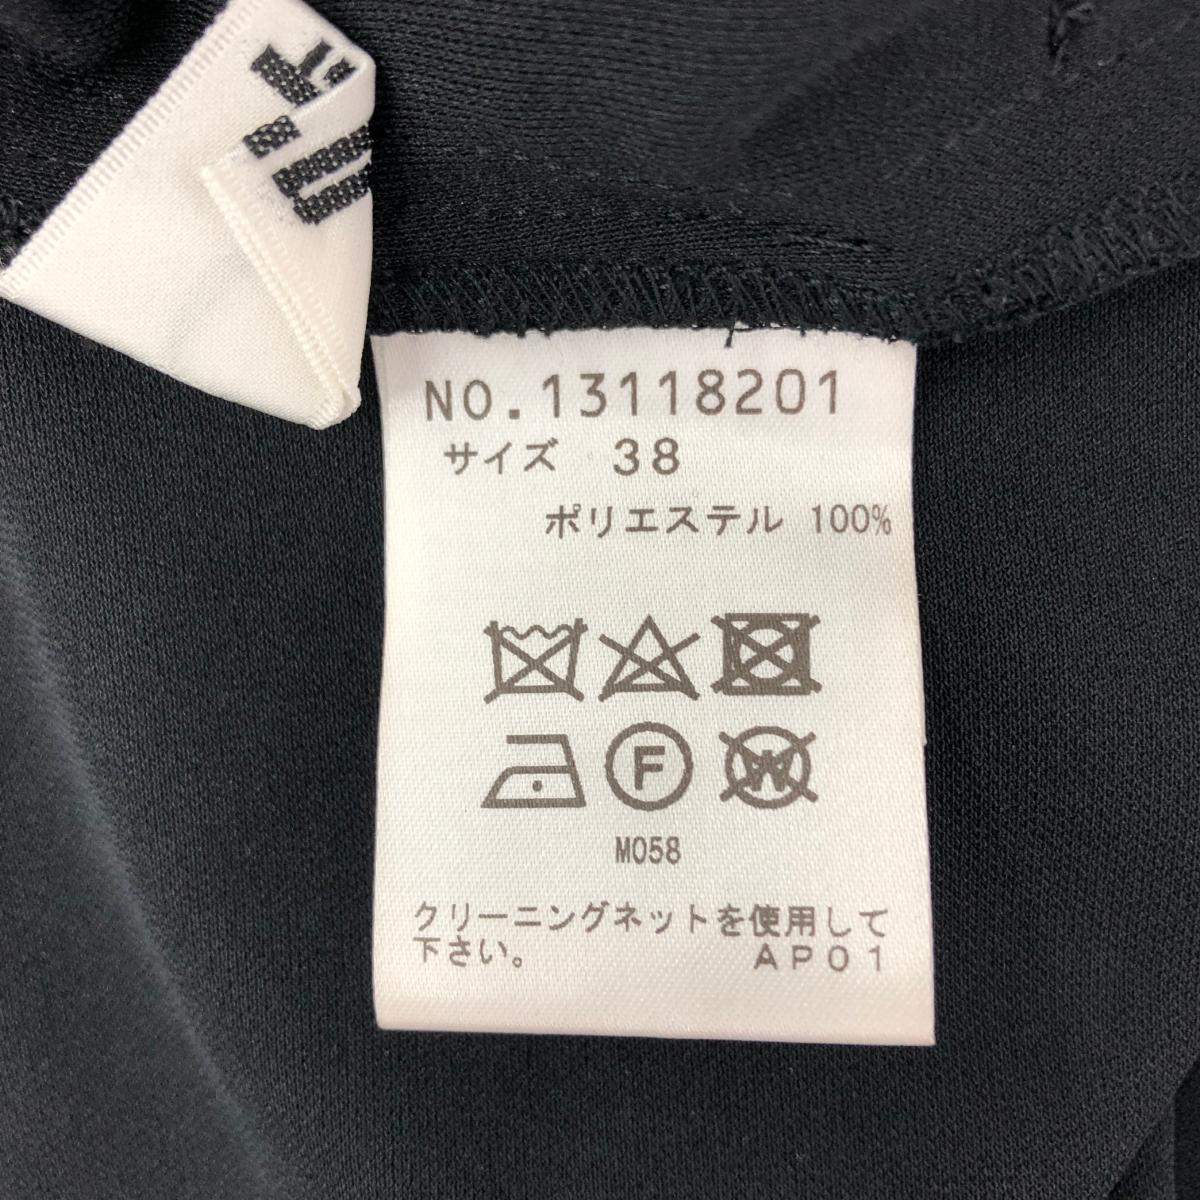 NO.13118201
サイズ 38
ポリエステル 100%
F
W
M058
クリーニングネットを使用して
下さい。 AP01